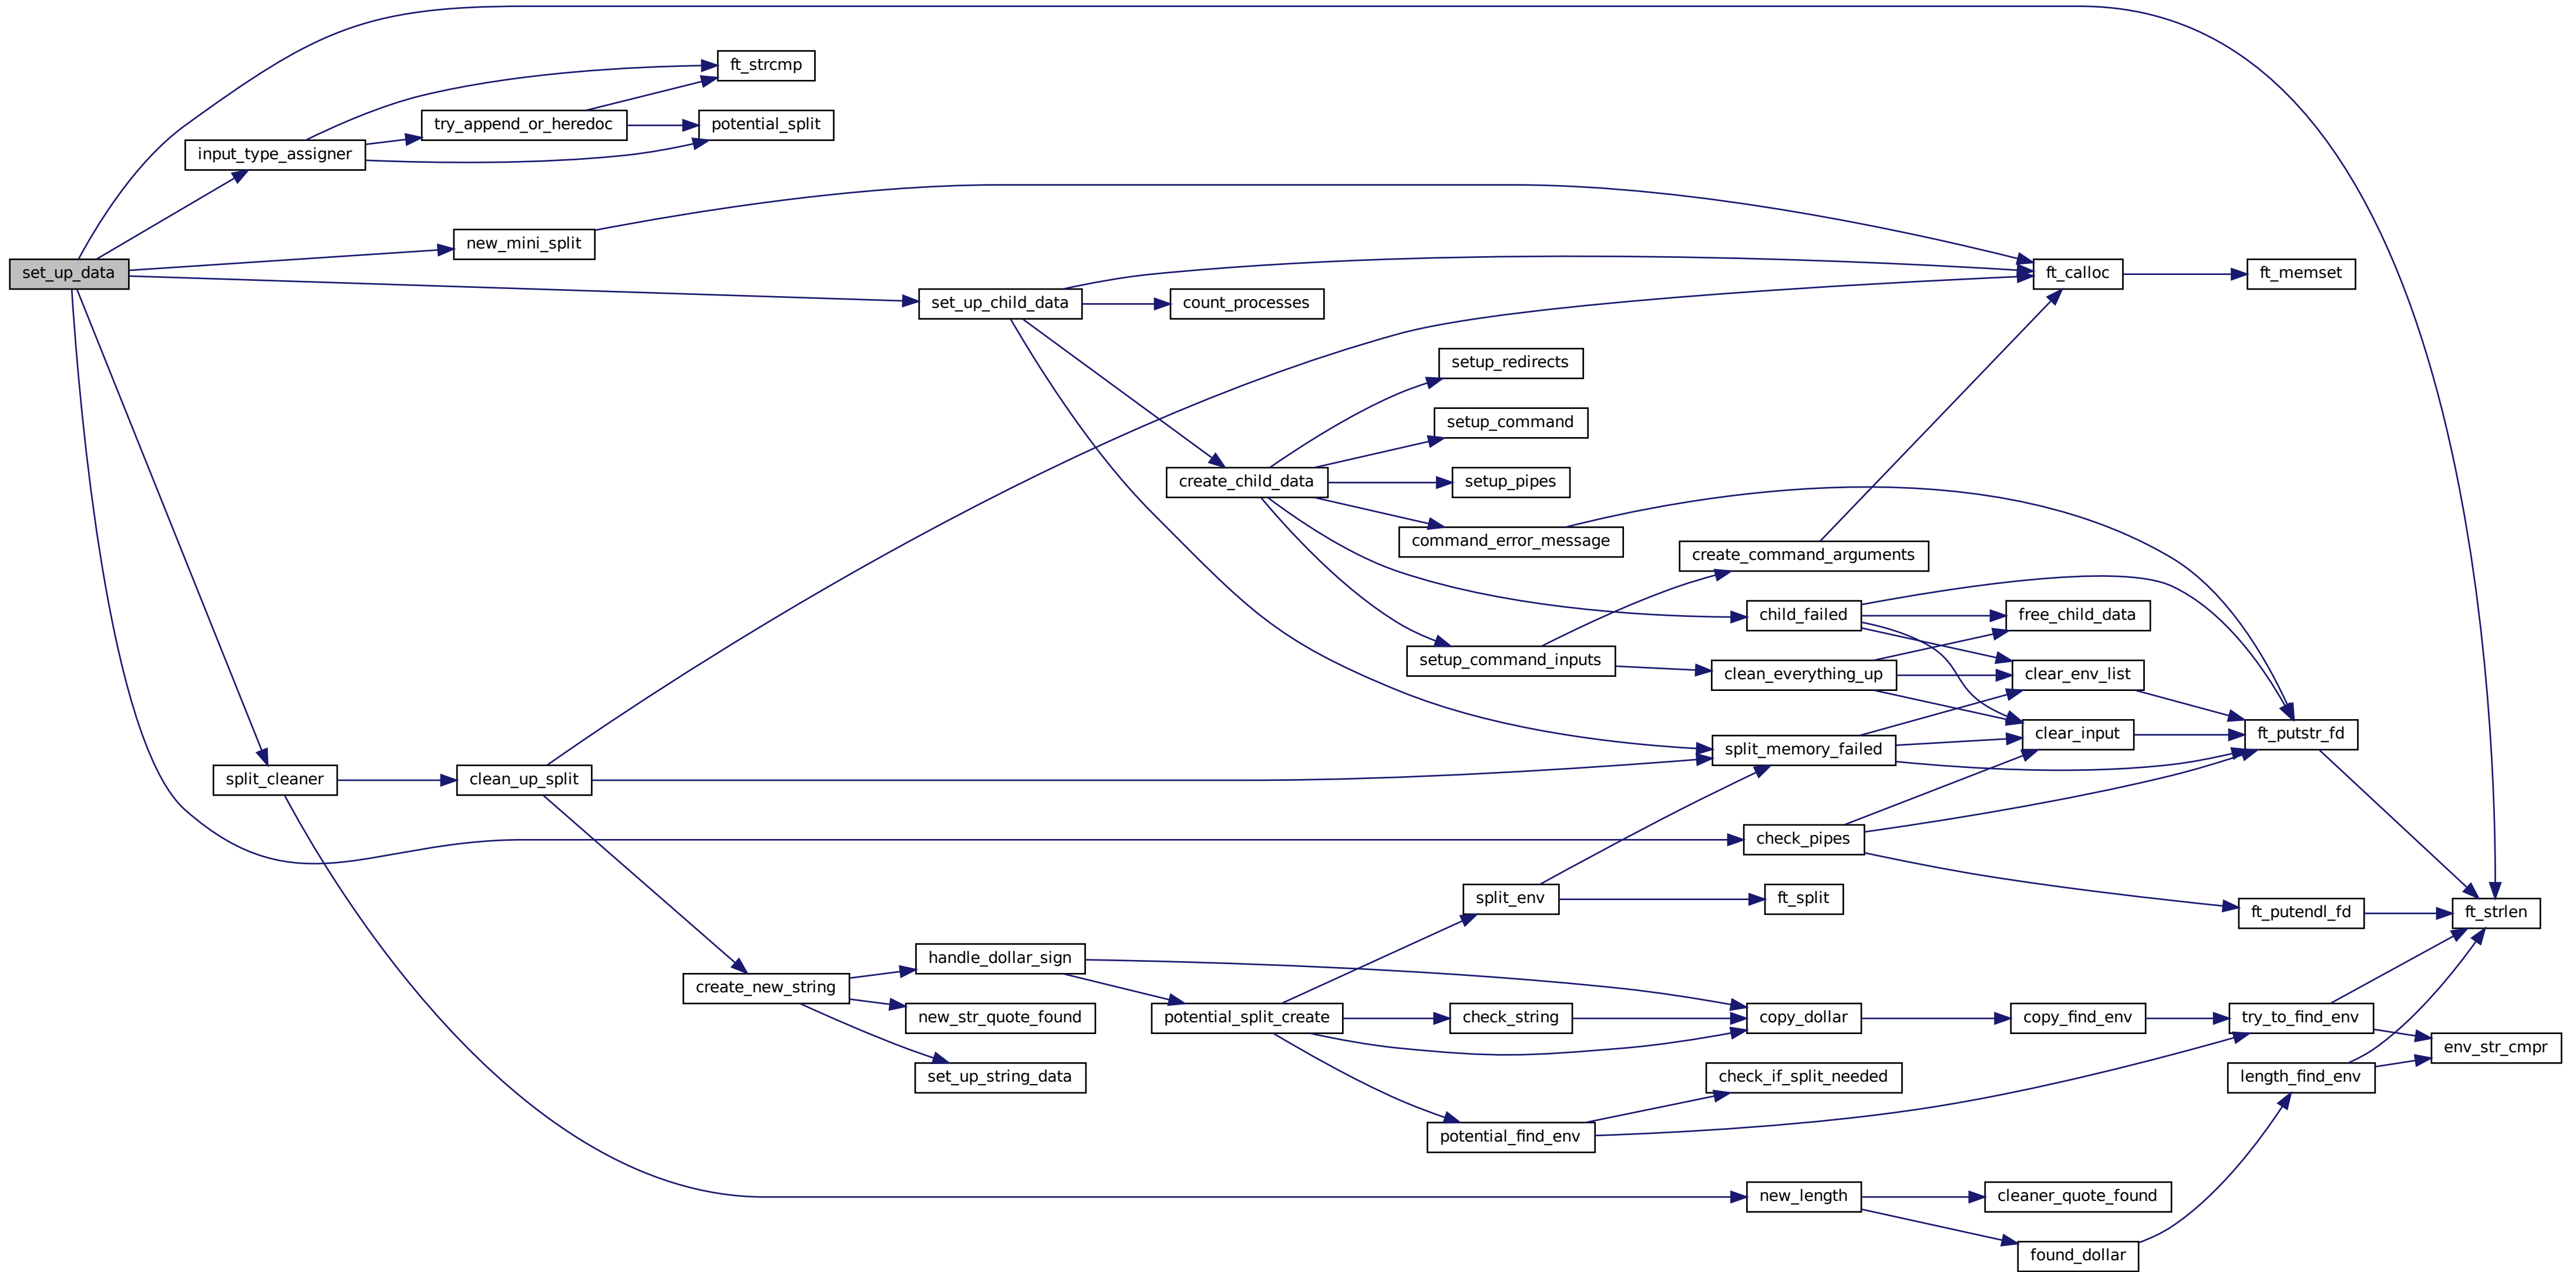 ft_strcmp
try_append_or_heredoc
potential_split
input_type_assigner
new_mini_split
set_up_data
ft_calloc
ft_memset
set_up_child_data
count_processes
setup_redirects
setup_command
create_child_data
setup_pipes
command_error_message
create_command_arguments
child_failed
free_child_data
setup_command_inputs
clean_everything_up
clear_env_list
clear_input
ft_putstr_fd
split_memory_failed
split_cleaner
clean_up_split
check_pipes
split_env
ft_split
ft_putendl_fd
ft_strlen
handle_dollar_sign
create_new_string
new_str_quote_found
potential_split_create
check_string
copy_dollar
copy_find_env
try_to_find_env
env_str_cmpr
set_up_string_data
check_if_split_needed
length_find_env
potential_find_env
new_length
cleaner_quote_found
found_dollar